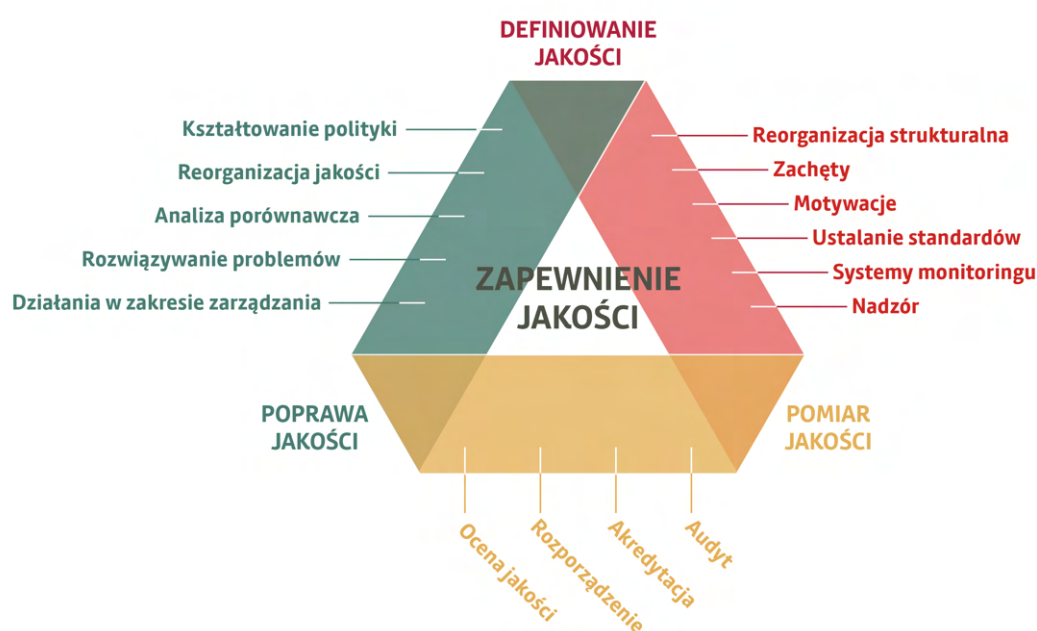 DEFINIOWANIE
JAKOŚCI
Kształtowanie polityki
Reorganizacja jakości
Analiza porównawcza
Rozwiązywanie problemów
Działania w zakresie zarządzania
Reorganizacja strukturalna
Zachęty
Motywacje
Ustalanie standardów
Systemy monitoringu
Nadzór
ZAPEWNIENIE
JAKOŚCI
POPRAWA
JAKOŚCI
POMIAR
JAKOŚCI
Ocena jakości
Rozporządzenie
Akredytacja
Audyt